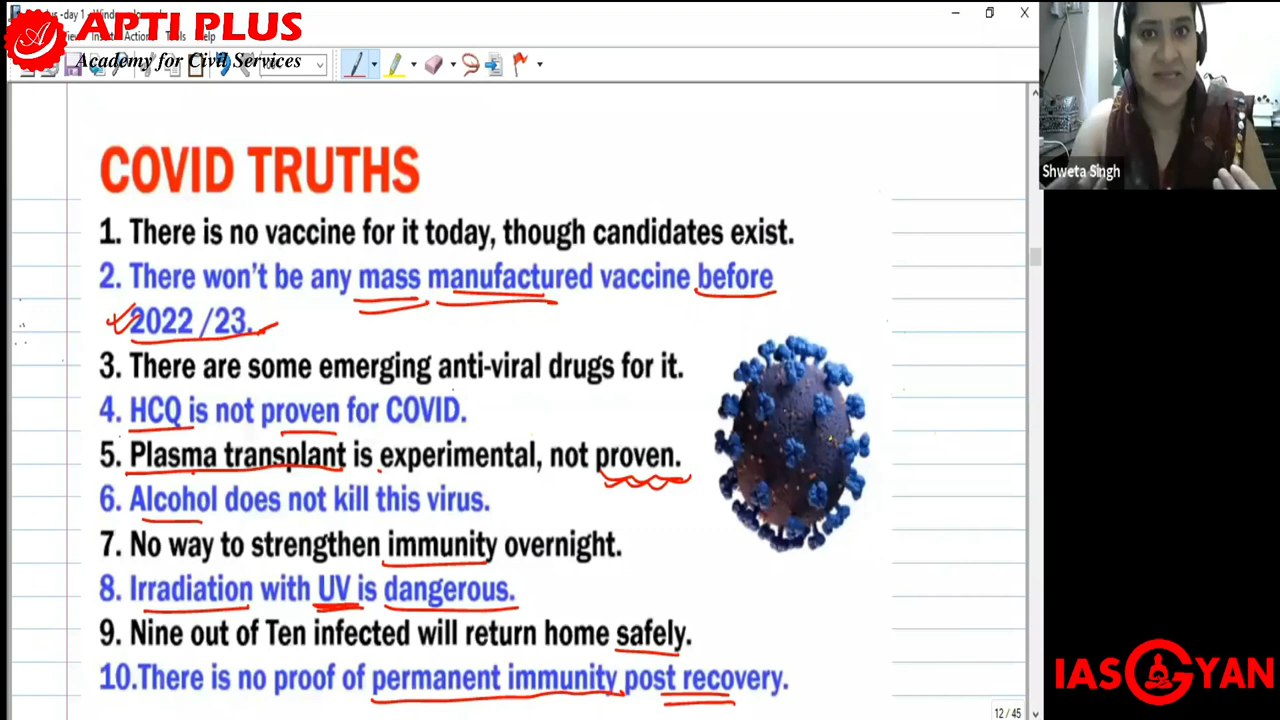 APTI PLUS
Academy for Civil Services
Shweta Singh
COVID TRUTHS
1. There is no vaccine for it today, though candidates exist.
2. There won't be any mass manufactured vaccine before
2022 /23.
3. There are some emerging anti-viral drugs for it.
4. HCQ is not proven for COVID.
5. Plasma transplant is experimental, not proven.
6. Alcohol does not kill this virus.
7. No way to strengthen immunity overnight.
8. Irradiation with UV is dangerous.
9. Nine out of Ten infected will return home safely.
10.There is no proof of permanent immunity post recovery.
IAS GYAN
12 / 45